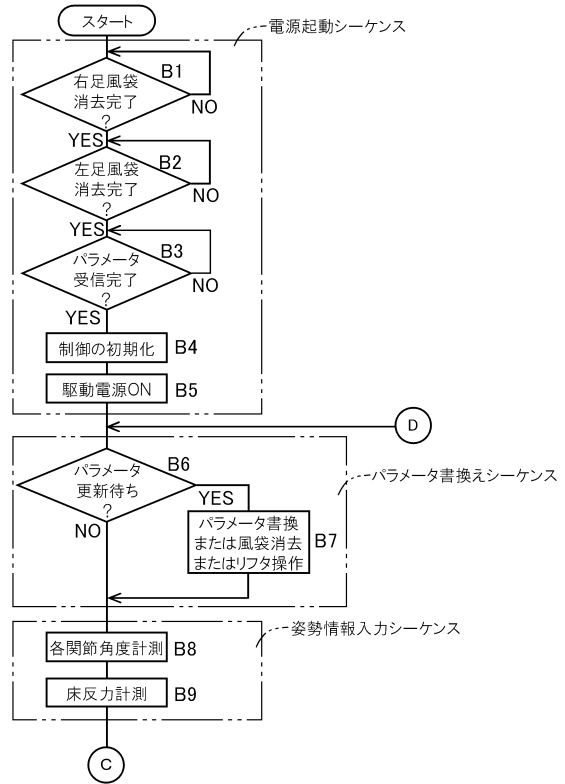 スタート
電源起動シーケンス
右足風袋
消去完了
?
B1
NO
YES
左足風袋
消去完了
?
B2
NO
YES
パラメータ
受信完了
?
B3
NO
YES
制御の初期化
B4
駆動電源ON
B5
D
パラメータ
更新待ち
?
B6
YES
NO
パラメータ書換えシーケンス
パラメータ書換
または風袋消去
またはリフタ操作
B7
姿勢情報入力シーケンス
各関節角度計測
B8
床反力計測
B9
C